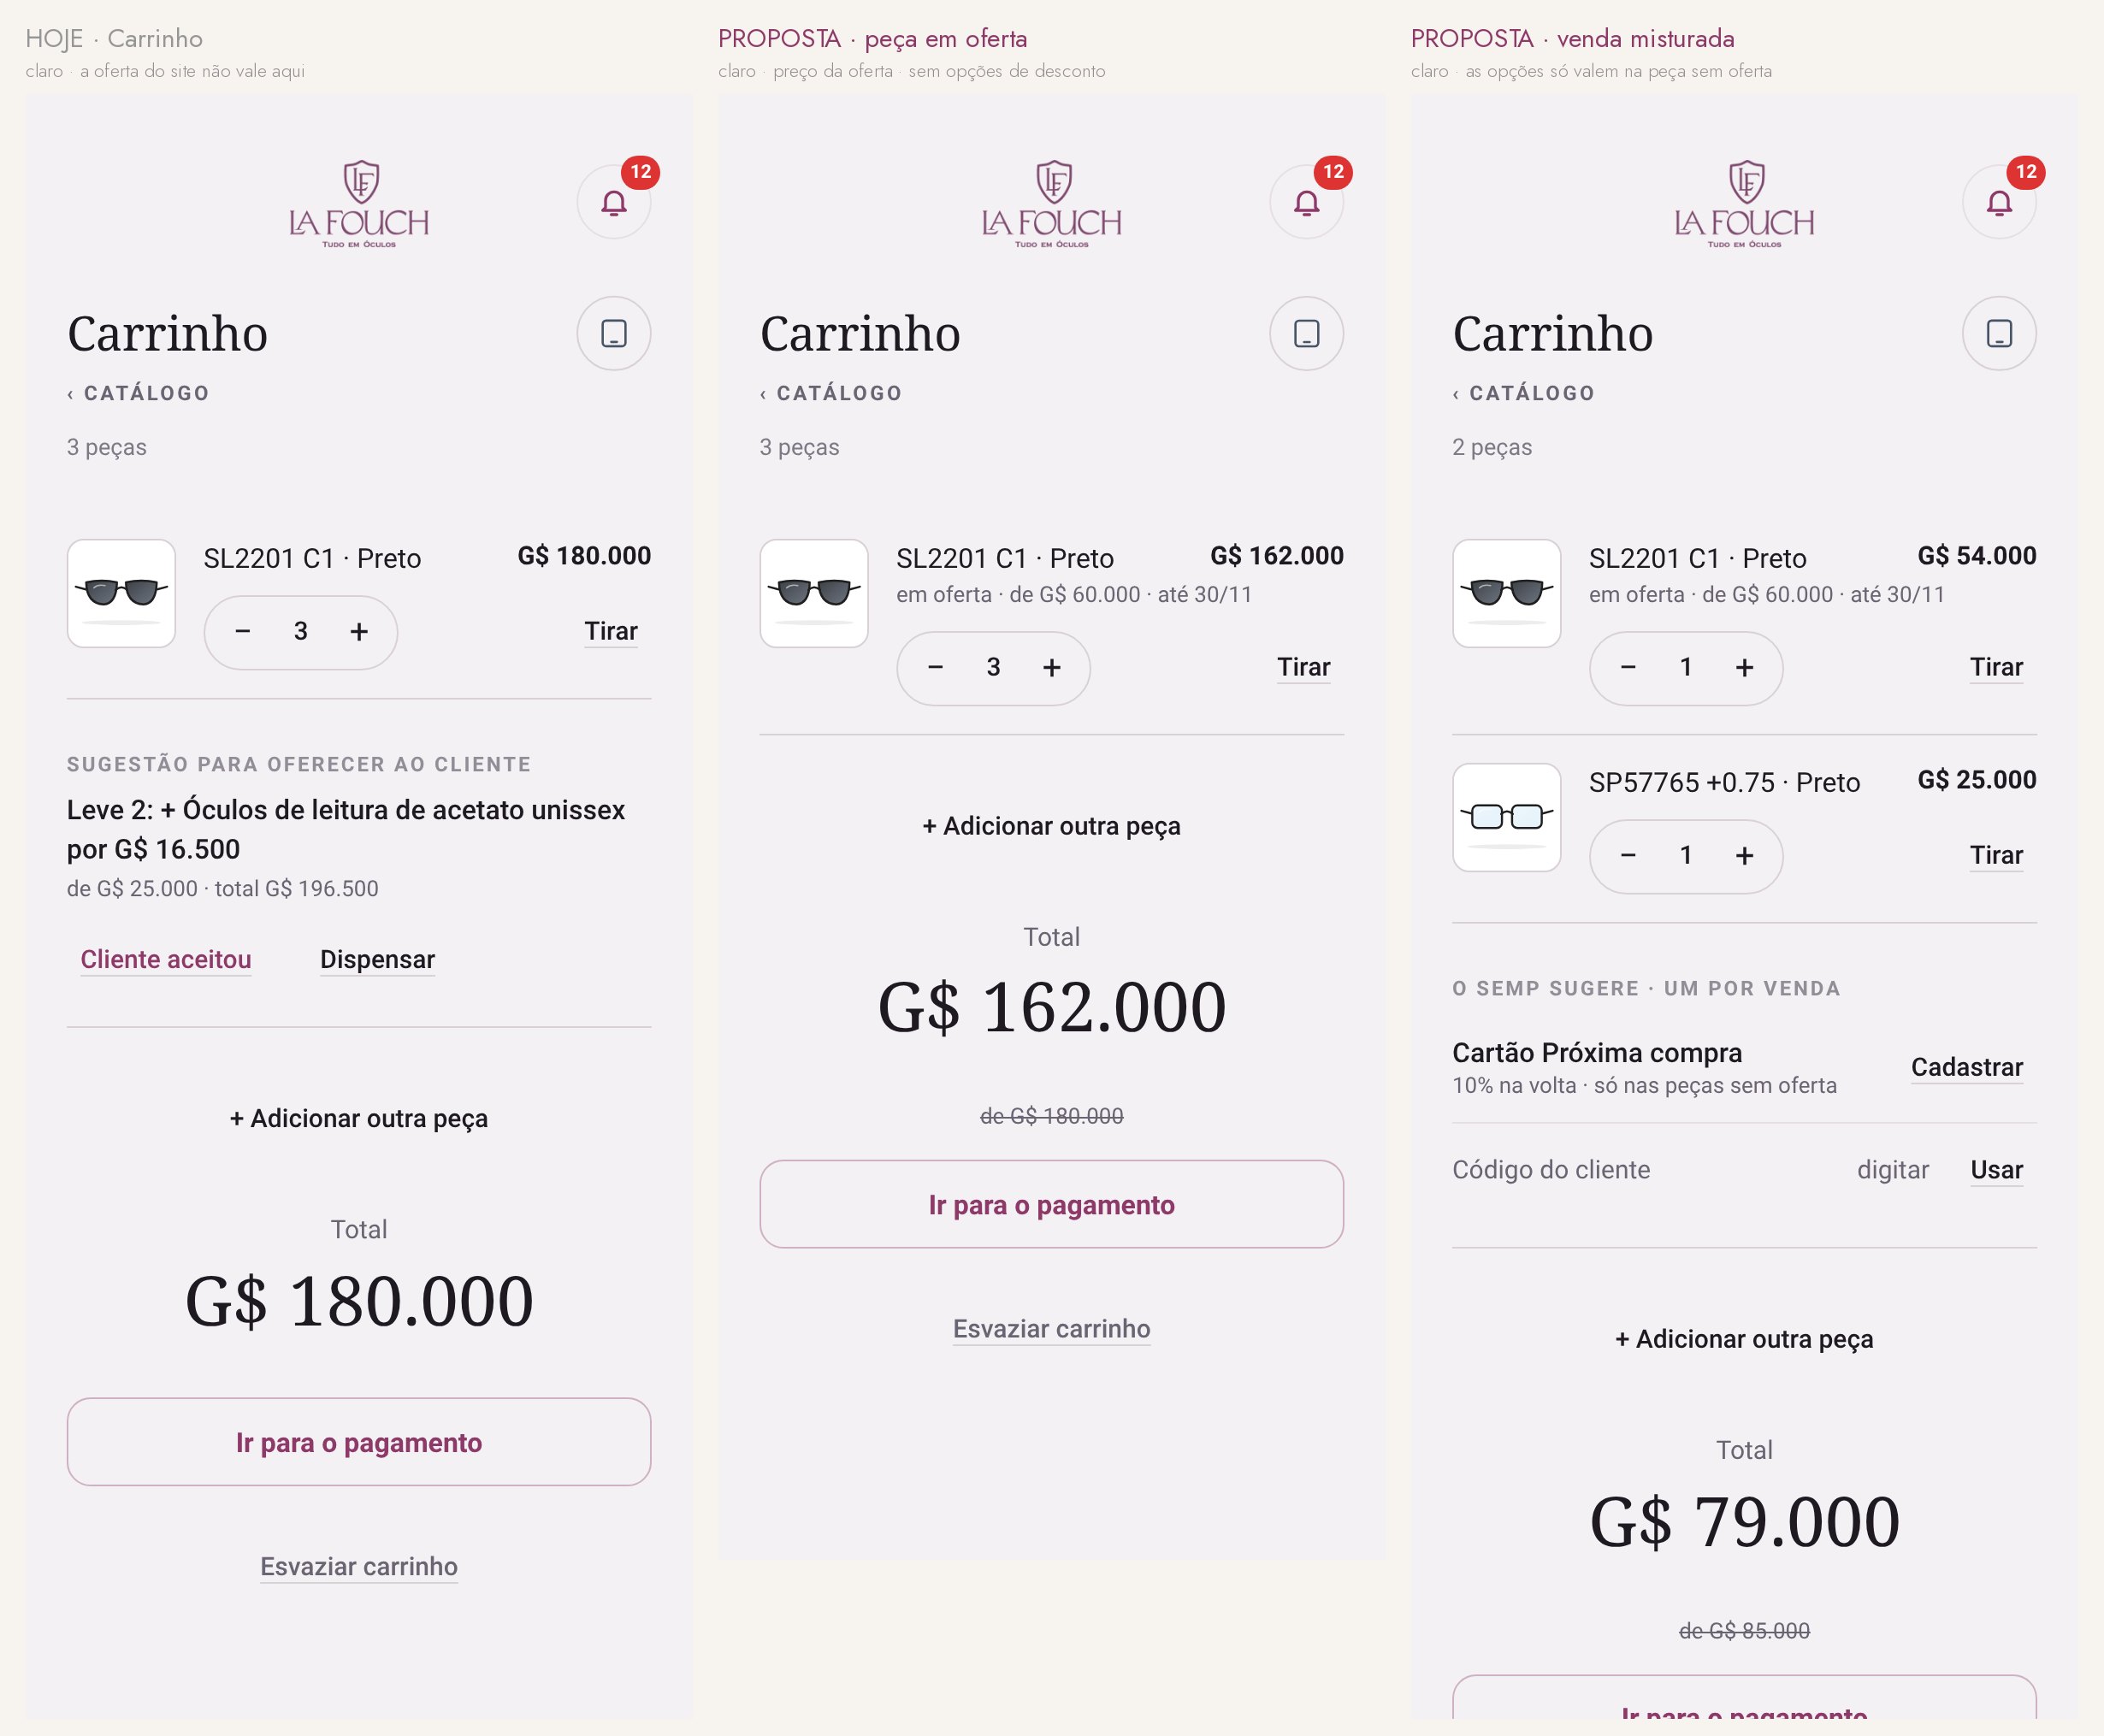 HOJE · Carrinho
claro · a oferta do site não vale aqui
LF
LA FOUCH
TUDO EM ÓCULOS
12
Carrinho
‹ CATÁLOGO
3 peças
SL2201 C1 · Preto
G$ 180.000
− 3 +
Tirar
SUGESTÃO PARA OFERECER AO CLIENTE
Leve 2: + Óculos de leitura de acetato unissex
por G$ 16.500
de G$ 25.000 · total G$ 196.500
Cliente aceitou
Dispensar
+ Adicionar outra peça
Total
G$ 180.000
Ir para o pagamento
Esvaziar carrinho
PROPOSTA · peça em oferta
claro · preço da oferta · sem opções de desconto
LF
LA FOUCH
TUDO EM ÓCULOS
12
Carrinho
‹ CATÁLOGO
3 peças
SL2201 C1 · Preto
G$ 162.000
em oferta · de G$ 60.000 · até 30/11
− 3 +
Tirar
+ Adicionar outra peça
Total
G$ 162.000
de G$ 180.000
Ir para o pagamento
Esvaziar carrinho
PROPOSTA · venda misturada
claro · as opções só valem na peça sem oferta
LF
LA FOUCH
TUDO EM ÓCULOS
12
Carrinho
‹ CATÁLOGO
2 peças
SL2201 C1 · Preto
G$ 54.000
em oferta · de G$ 60.000 · até 30/11
− 1 +
Tirar
SP57765 +0.75 · Preto
G$ 25.000
− 1 +
Tirar
O SEMP SUGERE · UM POR VENDA
Cartão Próxima compra
10% na volta · só nas peças sem oferta
Cadastrar
Código do cliente
digitar
Usar
+ Adicionar outra peça
Total
G$ 79.000
de G$ 85.000
Ir para o pagamento